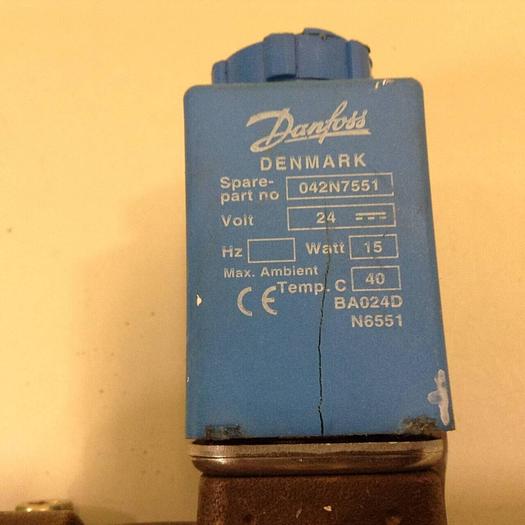 Danfoss
DENMARK
Spare-
part no 042N7551
Volt 24
Hz Watt 15
Max. Ambient
Temp. C 40
CE BA024D
N6551